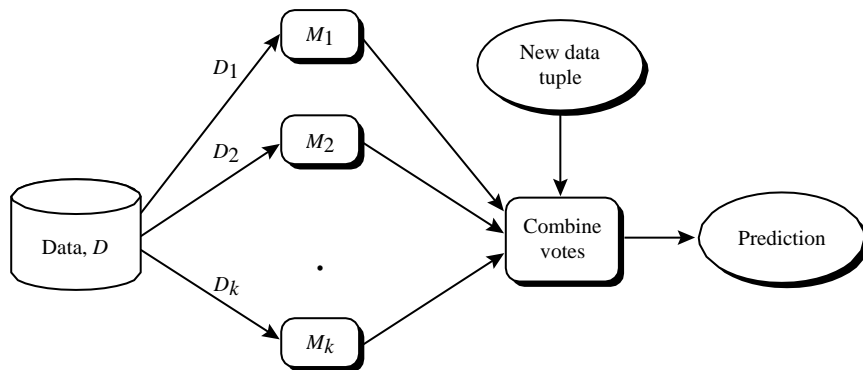 M1
New data
tuple
D1
M2
D2
Combine
votes
Data, D
Prediction
.
Dk
Mk